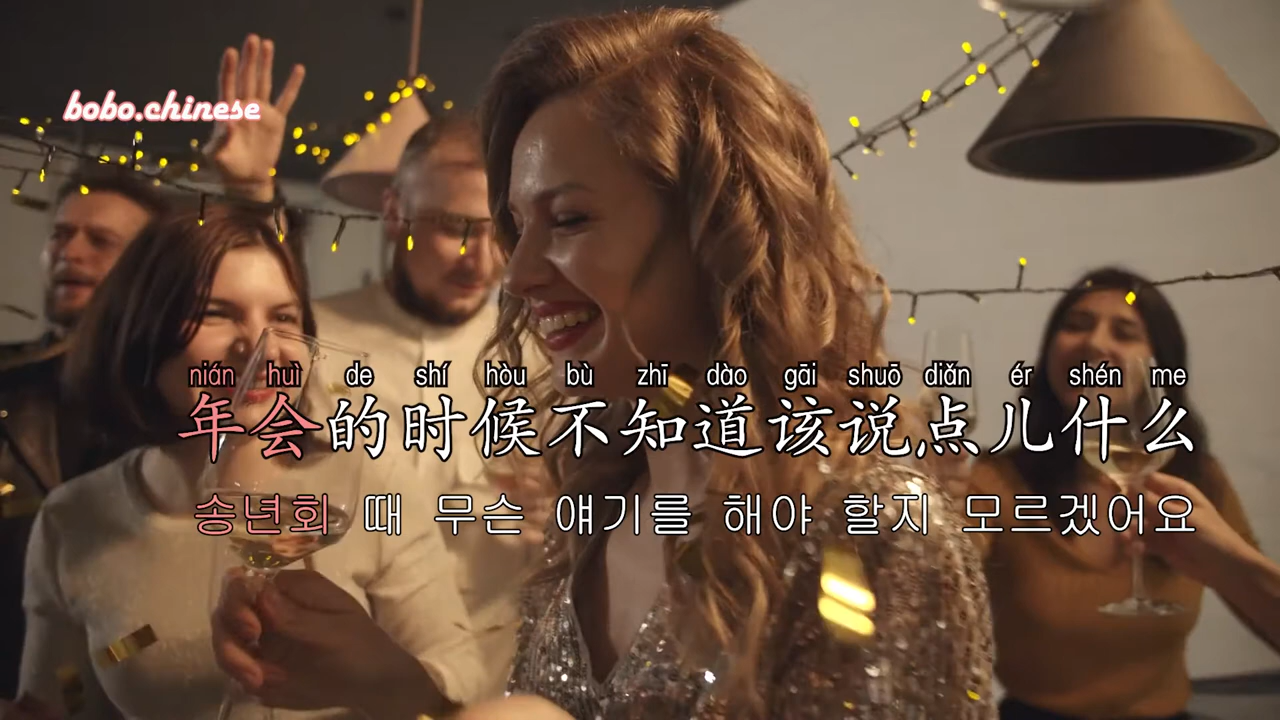 bobo.chinese
nián huì de shí hòu bù zhī dào gāi shuō diǎn ér shén me
年会的时候不知道该说点儿什么
송년회 때 무슨 얘기를 해야 할지 모르겠어요